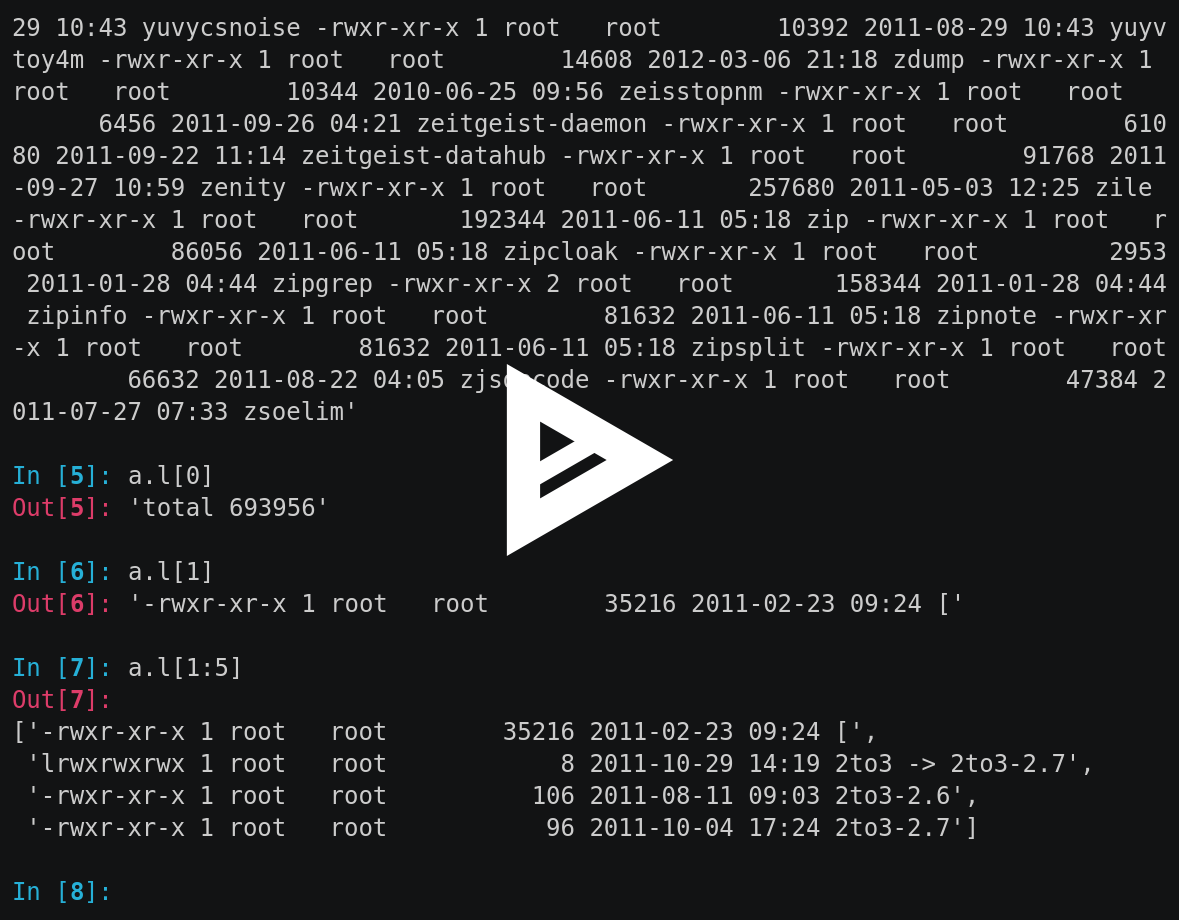 29 10:43 yuvycsnoise -rwxr-xr-x 1 root   root        10392 2011-08-29 10:43 yuyv
toy4m -rwxr-xr-x 1 root   root        14608 2012-03-06 21:18 zdump -rwxr-xr-x 1
root   root        10344 2010-06-25 09:56 zeisstopnm -rwxr-xr-x 1 root   root
      6456 2011-09-26 04:21 zeitgeist-daemon -rwxr-xr-x 1 root   root        610
80 2011-09-22 11:14 zeitgeist-datahub -rwxr-xr-x 1 root   root        91768 2011
-09-27 10:59 zenity -rwxr-xr-x 1 root   root       257680 2011-05-03 12:25 zile
-rwxr-xr-x 1 root   root       192344 2011-06-11 05:18 zip -rwxr-xr-x 1 root   r
oot        86056 2011-06-11 05:18 zipcloak -rwxr-xr-x 1 root   root         2953
 2011-01-28 04:44 zipgrep -rwxr-xr-x 2 root   root       158344 2011-01-28 04:44
 zipinfo -rwxr-xr-x 1 root   root        81632 2011-06-11 05:18 zipnote -rwxr-xr
-x 1 root   root        81632 2011-06-11 05:18 zipsplit -rwxr-xr-x 1 root   root
        66632 2011-08-22 04:05 -rwxr-xr-x 1 root   root        47384 2
011-07-27 07:33 zsoelim'
In [5]: a.l[0]
Out[5]: 'total 693956'
In [6]: a.l[1]
Out[6]: '-rwxr-xr-x 1 root   root        35216 2011-02-23 09:24 ['
In [7]: a.l[1:5]
Out[7]:
['-rwxr-xr-x 1 root   root        35216 2011-02-23 09:24 [',
 'lrwxrwxrwx 1 root   root            8 2011-10-29 14:19 2to3 -> 2to3-2.7',
 '-rwxr-xr-x 1 root   root          106 2011-08-11 09:03 2to3-2.6',
 '-rwxr-xr-x 1 root   root           96 2011-10-04 17:24 2to3-2.7']
In [8]: